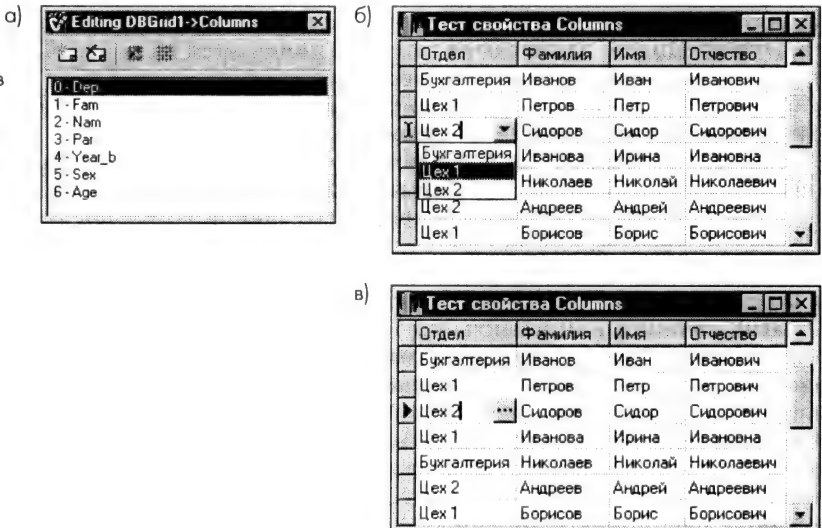 а)
Editing DBGrid1->Columns
0 - Dep
1 - Fam
2 - Nam
3 - Par
4 - Year_b
5 - Sex
6 - Age
в
б)
Тест свойства Columns
Отдел Фамилия Имя Отчество
Бухгалтерия Иванов Иван Иванович
Цех 1 Петров Петр Петрович
Цех 2 Сидоров Сидор Сидорович
Бухгалтерия Иванова Ирина Ивановна
Цех 1 Николаев Николай Николаевич
Цех 2
Цех 2 Андреев Андрей Андреевич
Цех 1 Борисов Борис Борисович
в)
Тест свойства Columns
Отдел Фамилия Имя Отчество
Бухгалтерия Иванов Иван Иванович
Цех 1 Петров Петр Петрович
Цех 2 ... Сидоров Сидор Сидорович
Цех 1 Иванова Ирина Ивановна
Бухгалтерия Николаев Николай Николаевич
Цех 2 Андреев Андрей Андреевич
Цех 1 Борисов Борис Борисович